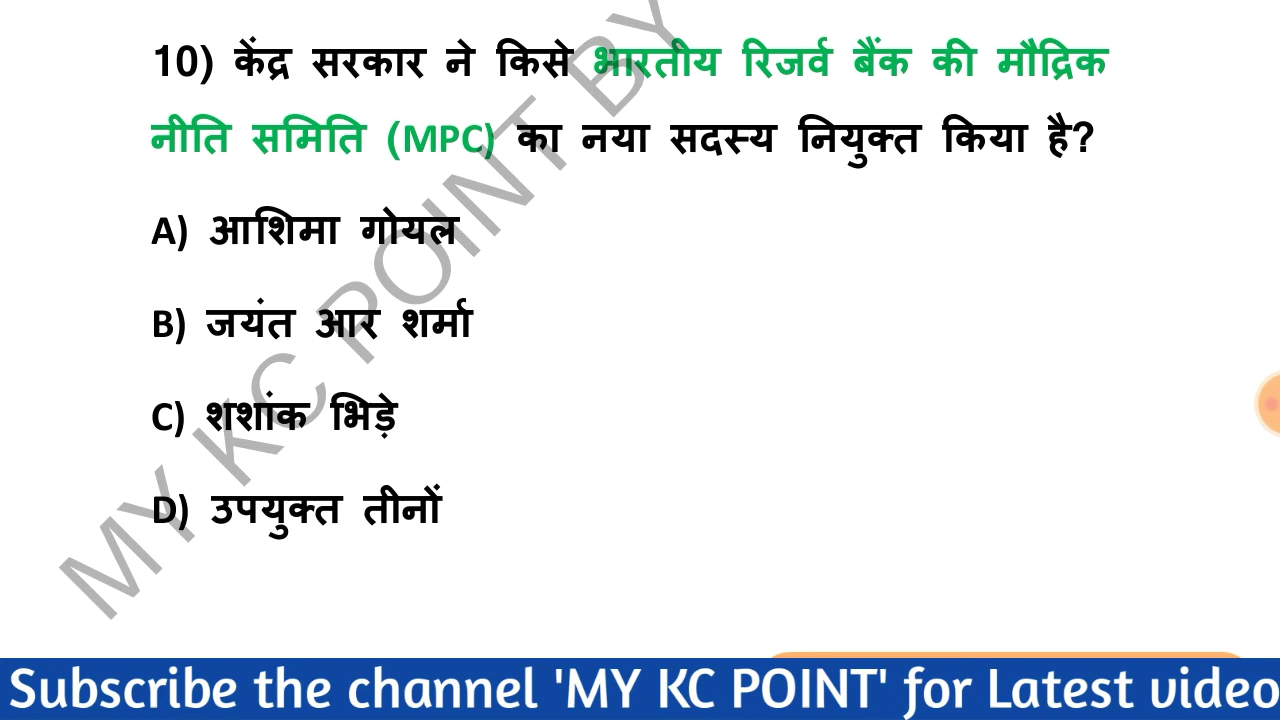 10) केंद्र सरकार ने किसे भारतीय रिजर्व बैंक की मौद्रिक
नीति समिति (MPC) का नया सदस्य नियुक्त किया है?
A) आशिमा गोयल
B) जयंत आर शर्मा
C) शशांक भिड़े
D) उपयुक्त तीनों
MY KC POINT BY
Subscribe the channel 'MY KC POINT' for Latest video